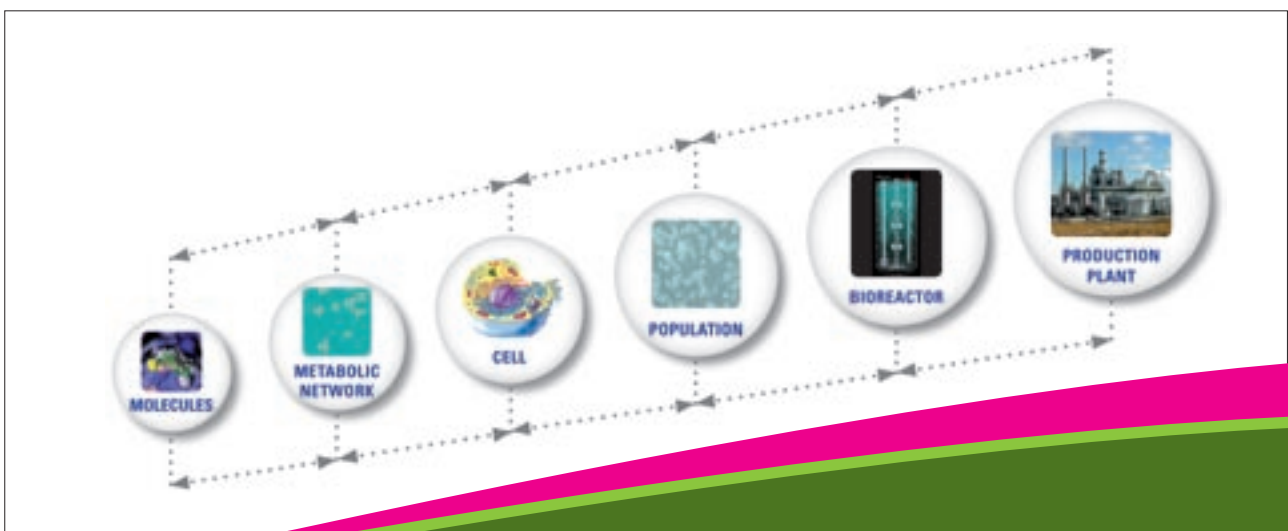 MOLECULES
METABOLIC
NETWORK
CELL
POPULATION
BIOREACTOR
PRODUCTION
PLANT